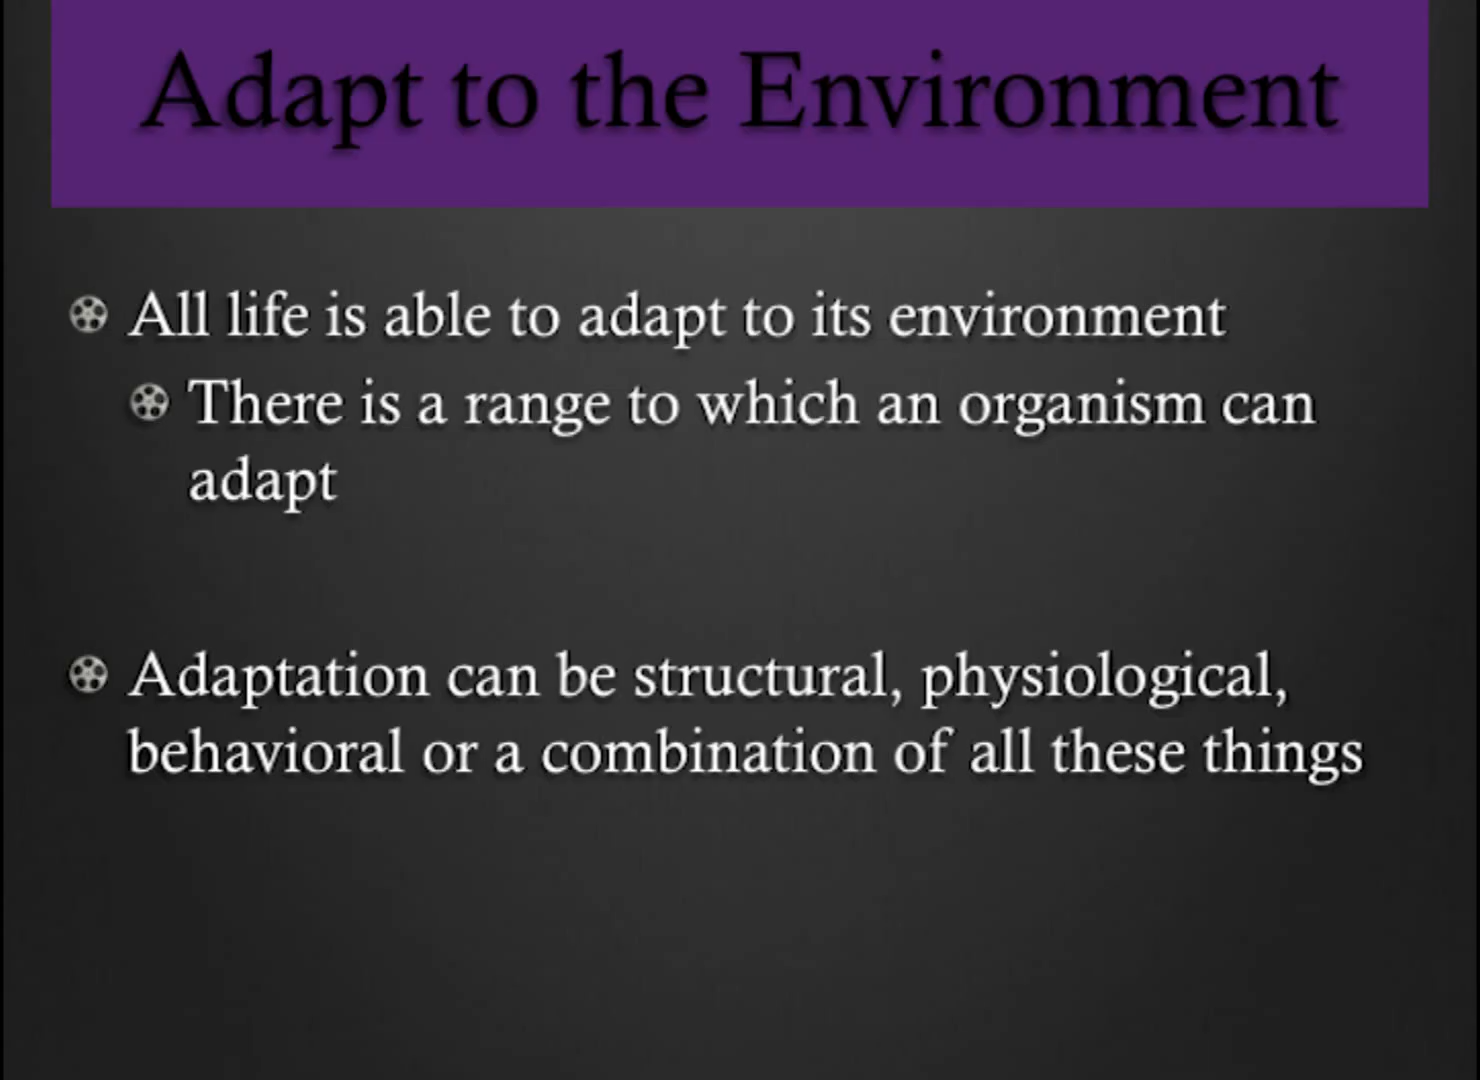 Adapt to the Environment
All life is able to adapt to its environment
There is a range to which an organism can
adapt
Adaptation can be structural, physiological,
behavioral or a combination of all these things